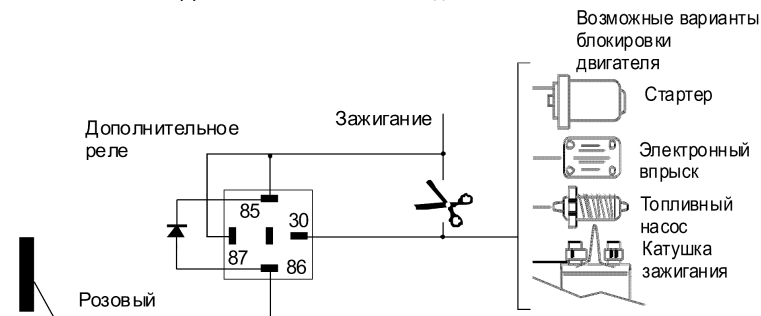 Возможные варианты
блокировки
двигателя
Стартер
Зажигание
Дополнительное
реле
Электронный
впрыск
85
30
Топливный
насос
87
86
Катушка
зажигания
Розовый